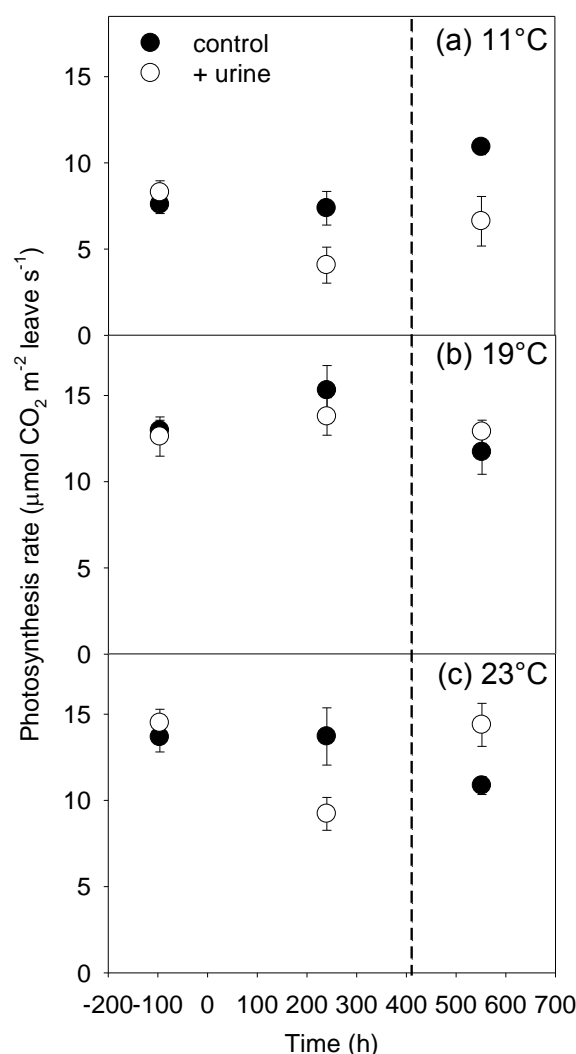 (a) 11°C
control
+ urine
15
10
5
0
(b) 19°C
15
10
5
0
(c) 23°C
15
10
5
0
-200 -100 0 100 200 300 400 500 600 700
Time (h)
Photosynthesis rate (μmol CO₂ m⁻² leave s⁻¹)